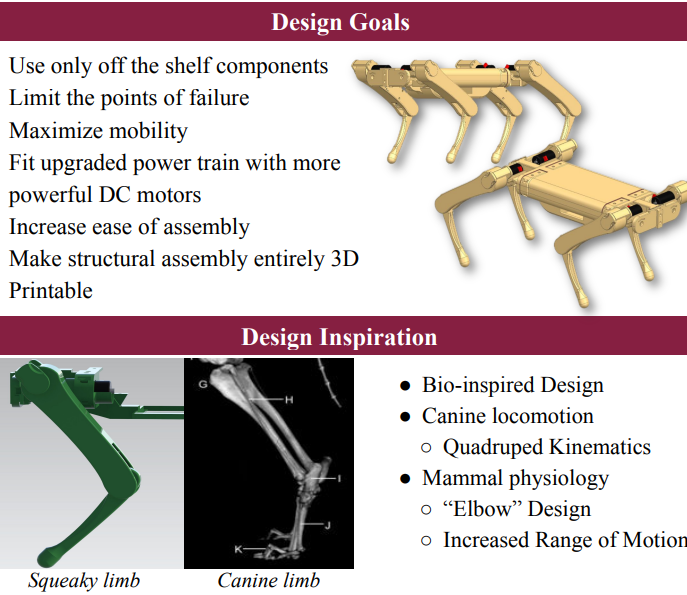 Design Goals
Use only off the shelf components
Limit the points of failure
Maximize mobility
Fit upgraded power train with more
powerful DC motors
Increase ease of assembly
Make structural assembly entirely 3D
Printable
Design Inspiration
G
H
I
J
K
Squeaky limb
Canine limb
● Bio-inspired Design
● Canine locomotion
○ Quadruped Kinematics
● Mammal physiology
○ “Elbow” Design
○ Increased Range of Motion